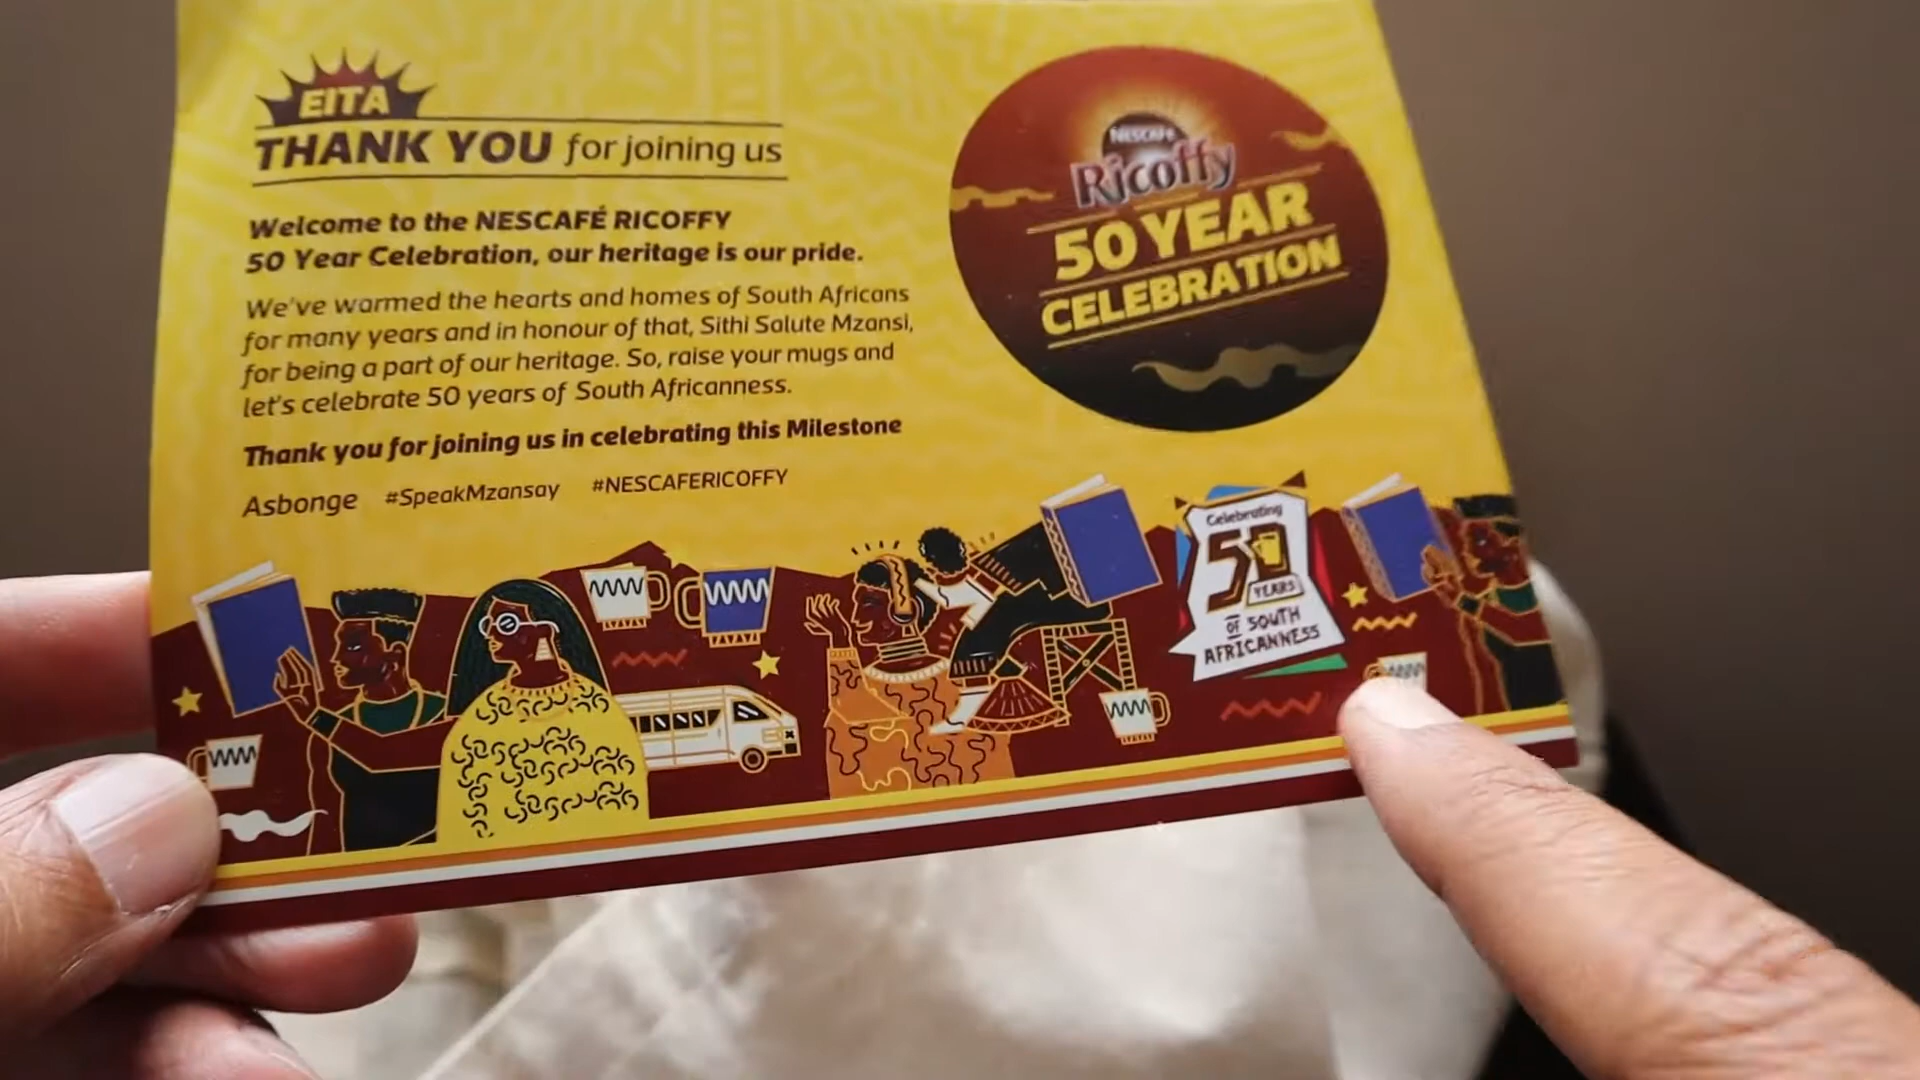 EITA
THANK YOU for joining us
Welcome to the NESCAFÉ RICOFFY
50 Year Celebration, our heritage is our pride.
We've warmed the hearts and homes of South Africans
for many years and in honour of that, Sithi Salute Mzansi,
for being a part of our heritage. So, raise your mugs and
let's celebrate 50 years of South Africanness.
Thank you for joining us in celebrating this Milestone
Asbonge #SpeakMzansay #NESCAFERICOFFY
NESCAFÉ
Ricoffy
50 YEAR
CELEBRATION
Celebrating
50
YEARS
OF SOUTH
AFRICANNESS